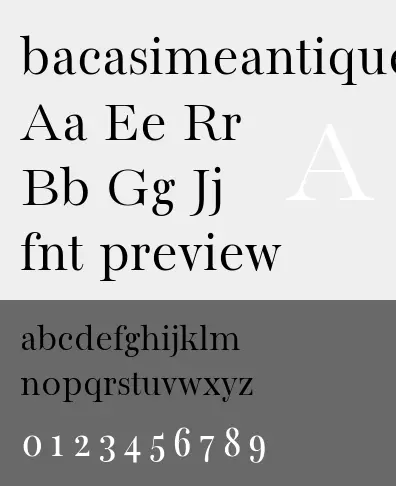 bacasimeantique
Aa Ee Rr
A
Bb Gg Jj
fnt preview
abcdefghijklm
nopqrstuvwxyz
0123456789